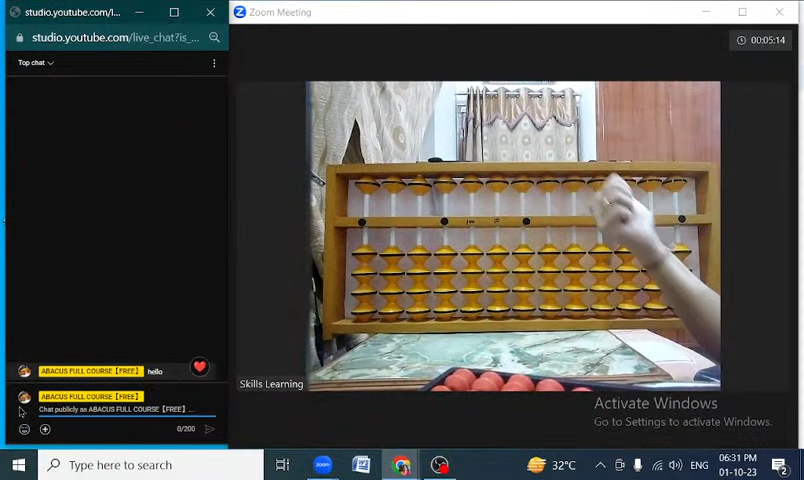 studio.youtube.com/l...
studio.youtube.com/live_chat?is_...
Top chat
ABACUS FULL COURSE【FREE】 hello
ABACUS FULL COURSE【FREE】
Chat publicly as ABACUS FULL COURSE【FREE】...
0/200
Zoom Meeting
00:05:14
Skills Learning
Activate Windows
Go to Settings to activate Windows.
Type here to search
32°C
ENG
06:31 PM
01-10-23
2